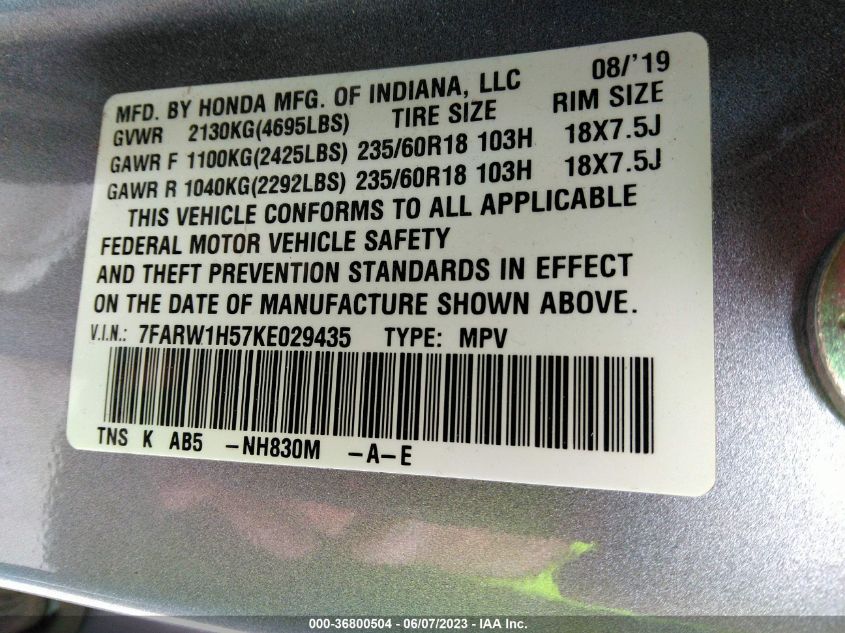 MFD. BY HONDA MFG. OF INDIANA, LLC 08/'19
GVWR 2130KG(4695LBS) TIRE SIZE RIM SIZE
GAWR F 1100KG(2425LBS) 235/60R18 103H 18X7.5J
GAWR R 1040KG(2292LBS) 235/60R18 103H 18X7.5J
THIS VEHICLE CONFORMS TO ALL APPLICABLE
FEDERAL MOTOR VEHICLE SAFETY
AND THEFT PREVENTION STANDARDS IN EFFECT
ON THE DATE OF MANUFACTURE SHOWN ABOVE.
V.I.N.: 7FARW1H57KE029435 TYPE: MPV
TNS K AB5 -NH830M -A-E
000-36800504 - 06/07/2023 - IAA Inc.